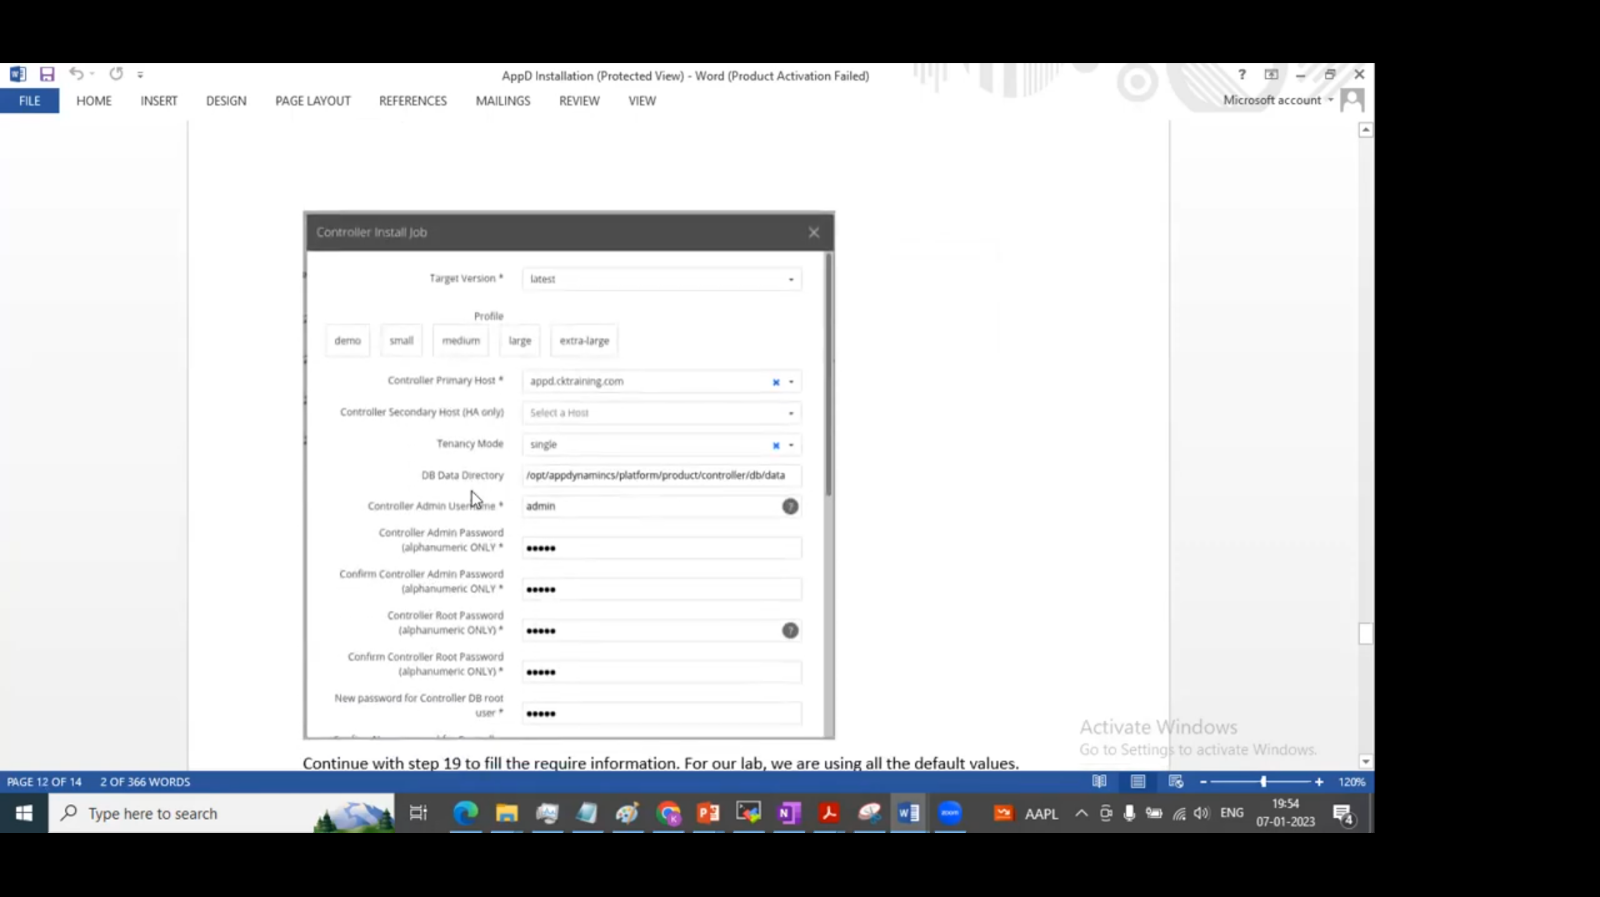 AppD Installation (Protected View) - Word (Product Activation Failed)
FILE HOME INSERT DESIGN PAGE LAYOUT REFERENCES MAILINGS REVIEW VIEW
Microsoft account
Controller Install Job
Target Version * latest
Profile
demo small medium large extra-large
Controller Primary Host * appd.cktraining.com
Controller Secondary Host (HA only) Select a Host
Tenancy Mode single
DB Data Directory /opt/appdynamincs/platform/product/controller/db/data
Controller Admin Username * admin
Controller Admin Password
(alphanumeric ONLY *
Confirm Controller Admin Password
(alphanumeric ONLY *
Controller Root Password
(alphanumeric ONLY) *
Confirm Controller Root Password
(alphanumeric ONLY) *
New password for Controller DB root
user *
Continue with step 19 to fill the require information. For our lab, we are using all the default values.
Activate Windows
Go to Settings to activate Windows.
PAGE 12 OF 14 2 OF 366 WORDS 120%
Type here to search
zoom
AAPL
ENG
19:54
07-01-2023
4